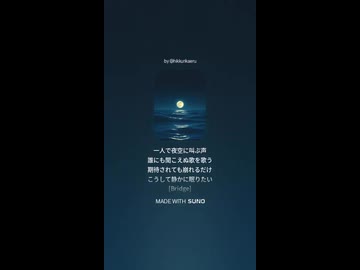 by @hikkurikaeru
一人で夜空に叫ぶ声
誰にも聞こえぬ歌を歌う
期待されても崩れるだけ
こうして静かに眠りたい
[Bridge]
MADE WITH SUNO